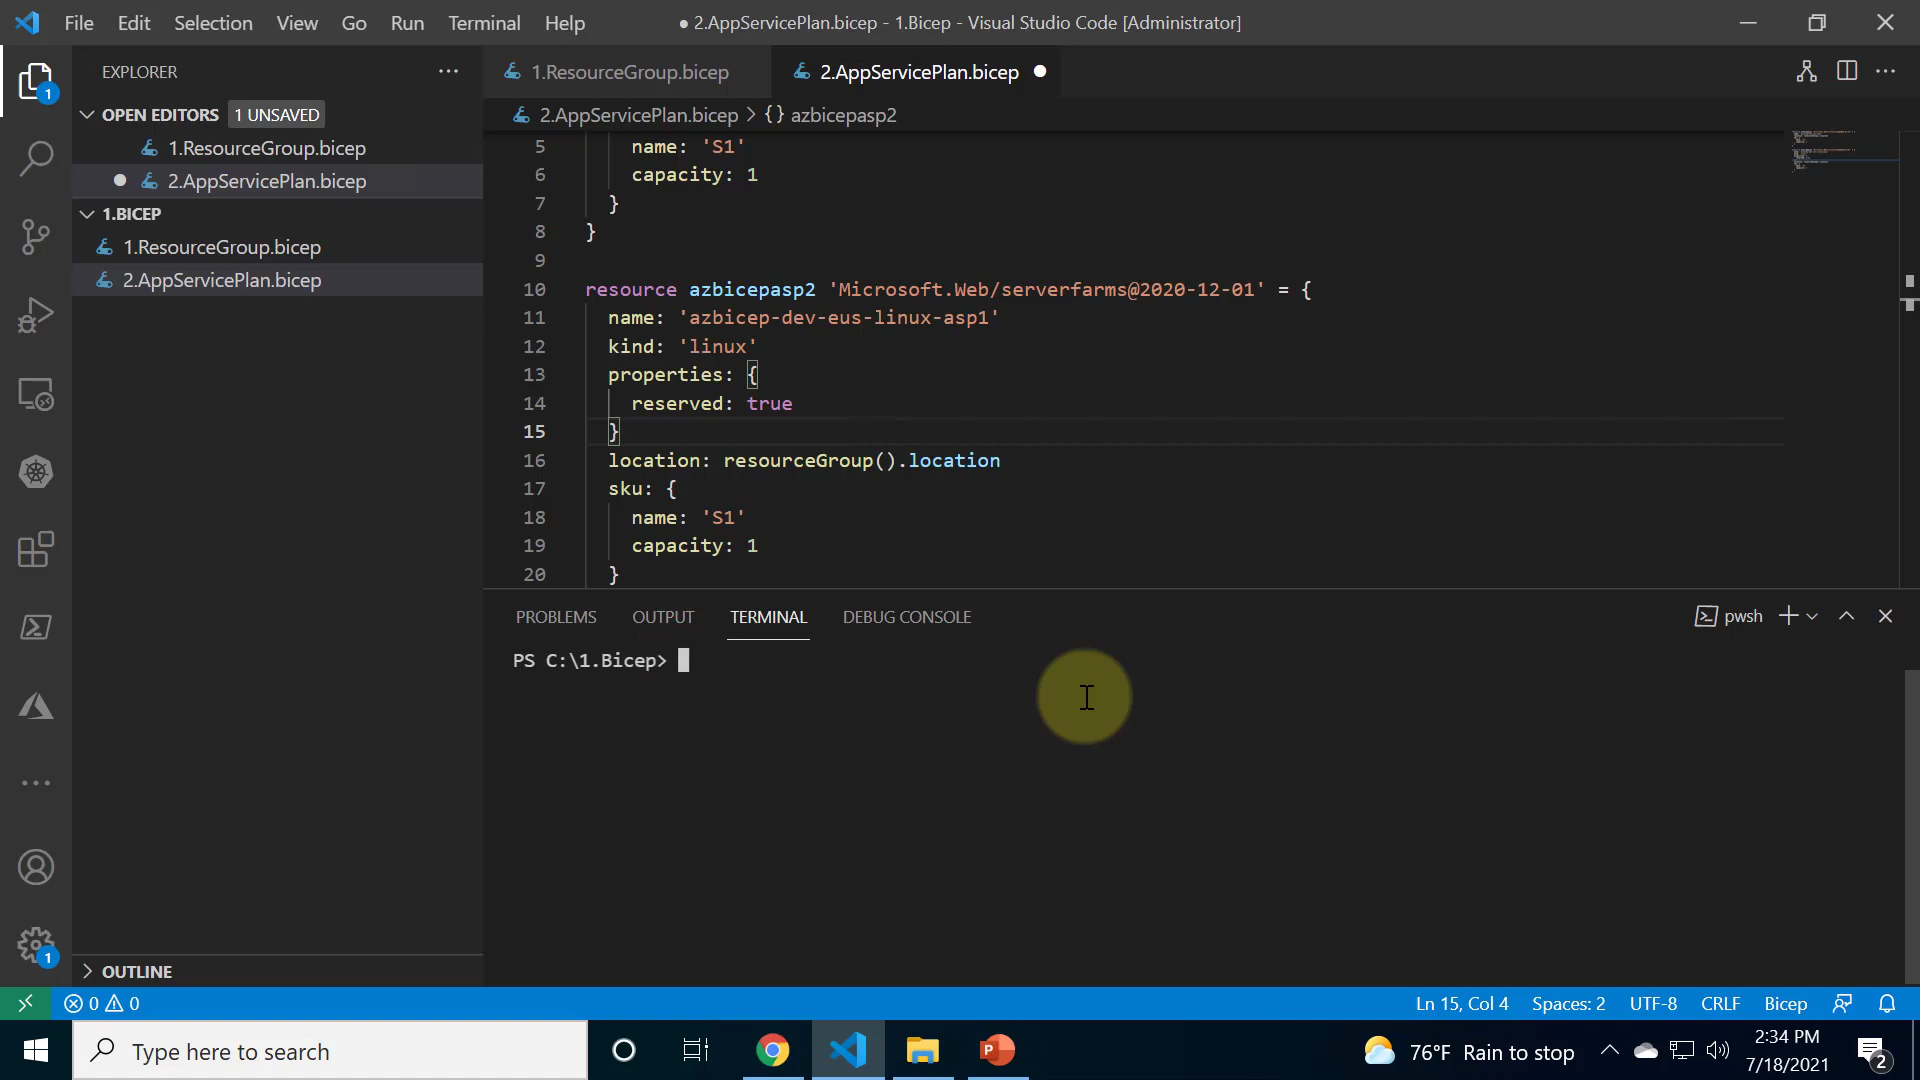 File Edit Selection View Go Run Terminal Help
● 2.AppServicePlan.bicep - 1.Bicep - Visual Studio Code [Administrator]
EXPLORER
1
OPEN EDITORS 1 UNSAVED
1.ResourceGroup.bicep
2.AppServicePlan.bicep
1.BICEP
1.ResourceGroup.bicep
2.AppServicePlan.bicep
OUTLINE
1
1.ResourceGroup.bicep 2.AppServicePlan.bicep
2.AppServicePlan.bicep > {} azbicepasp2
5 name: 'S1'
6 capacity: 1
7 }
8 }
9
10 resource azbicepasp2 'Microsoft.Web/serverfarms@2020-12-01' = {
11 name: 'azbicep-dev-eus-linux-asp1'
12 kind: 'linux'
13 properties: {
14 reserved: true
15 }
16 location: resourceGroup().location
17 sku: {
18 name: 'S1'
19 capacity: 1
20 }
PROBLEMS OUTPUT TERMINAL DEBUG CONSOLE
pwsh
PS C:\1.Bicep>
0 0
Ln 15, Col 4 Spaces: 2 UTF-8 CRLF Bicep
Type here to search
76°F Rain to stop
2:34 PM
7/18/2021
2